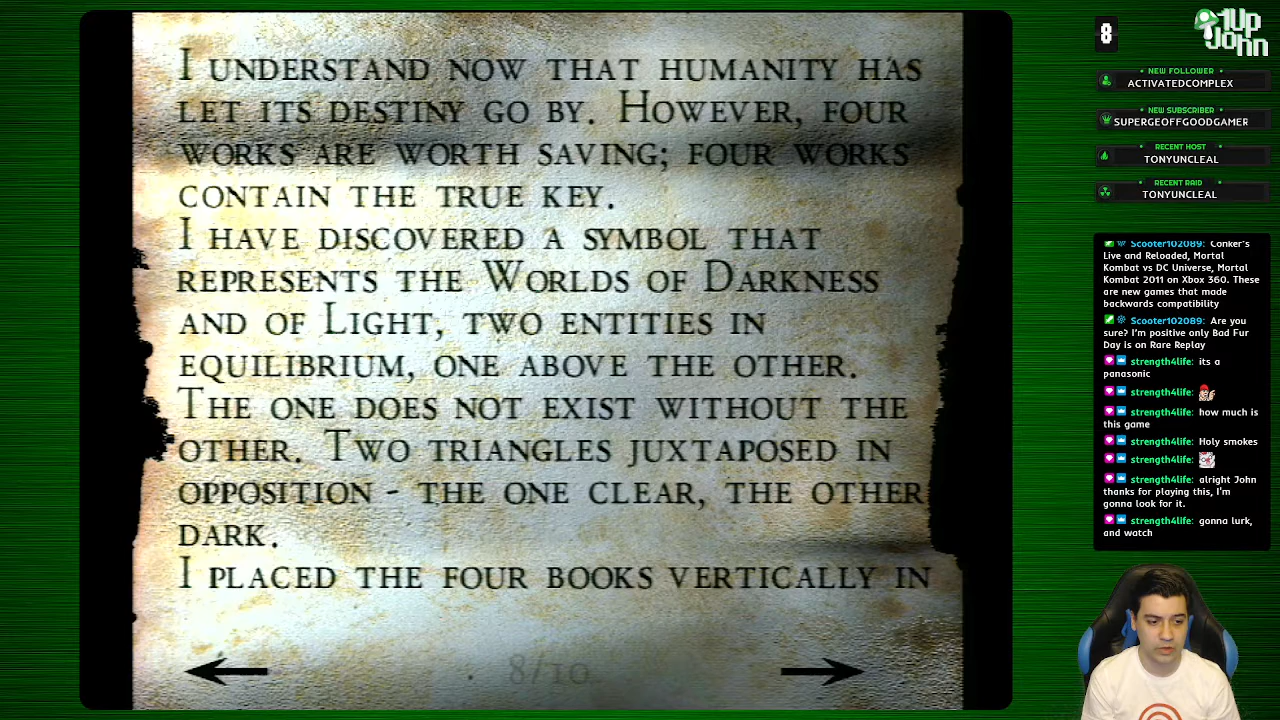 I UNDERSTAND NOW THAT HUMANITY HAS
LET ITS DESTINY GO BY. HOWEVER, FOUR
WORKS ARE WORTH SAVING; FOUR WORKS
CONTAIN THE TRUE KEY.
I HAVE DISCOVERED A SYMBOL THAT
REPRESENTS THE WORLDS OF DARKNESS
AND OF LIGHT, TWO ENTITIES IN
EQUILIBRIUM, ONE ABOVE THE OTHER.
THE ONE DOES NOT EXIST WITHOUT THE
OTHER. TWO TRIANGLES JUXTAPOSED IN
OPPOSITION - THE ONE CLEAR, THE OTHER
DARK.
I PLACED THE FOUR BOOKS VERTICALLY IN
8/10
8
1Up
John
• NEW FOLLOWER •
ACTIVATEDCOMPLEX
• NEW SUBSCRIBER •
SUPERGEOFFGOODGAMER
• RECENT HOST •
TONYUNCLEAL
• RECENT RAID •
TONYUNCLEAL
Scooter102089: Conker's
Live and Reloaded, Mortal
Kombat vs DC Universe, Mortal
Kombat 2011 on Xbox 360. These
are new games that made
backwards compatibility
Scooter102089: Are you
sure? I'm positive only Bad Fur
Day is on Rare Replay
strength4life: its a
panasonic
strength4life:
strength4life: how much is
this game
strength4life: Holy smokes
strength4life:
strength4life: alright John
thanks for playing this, I'm
gonna look for it.
strength4life: gonna lurk,
and watch